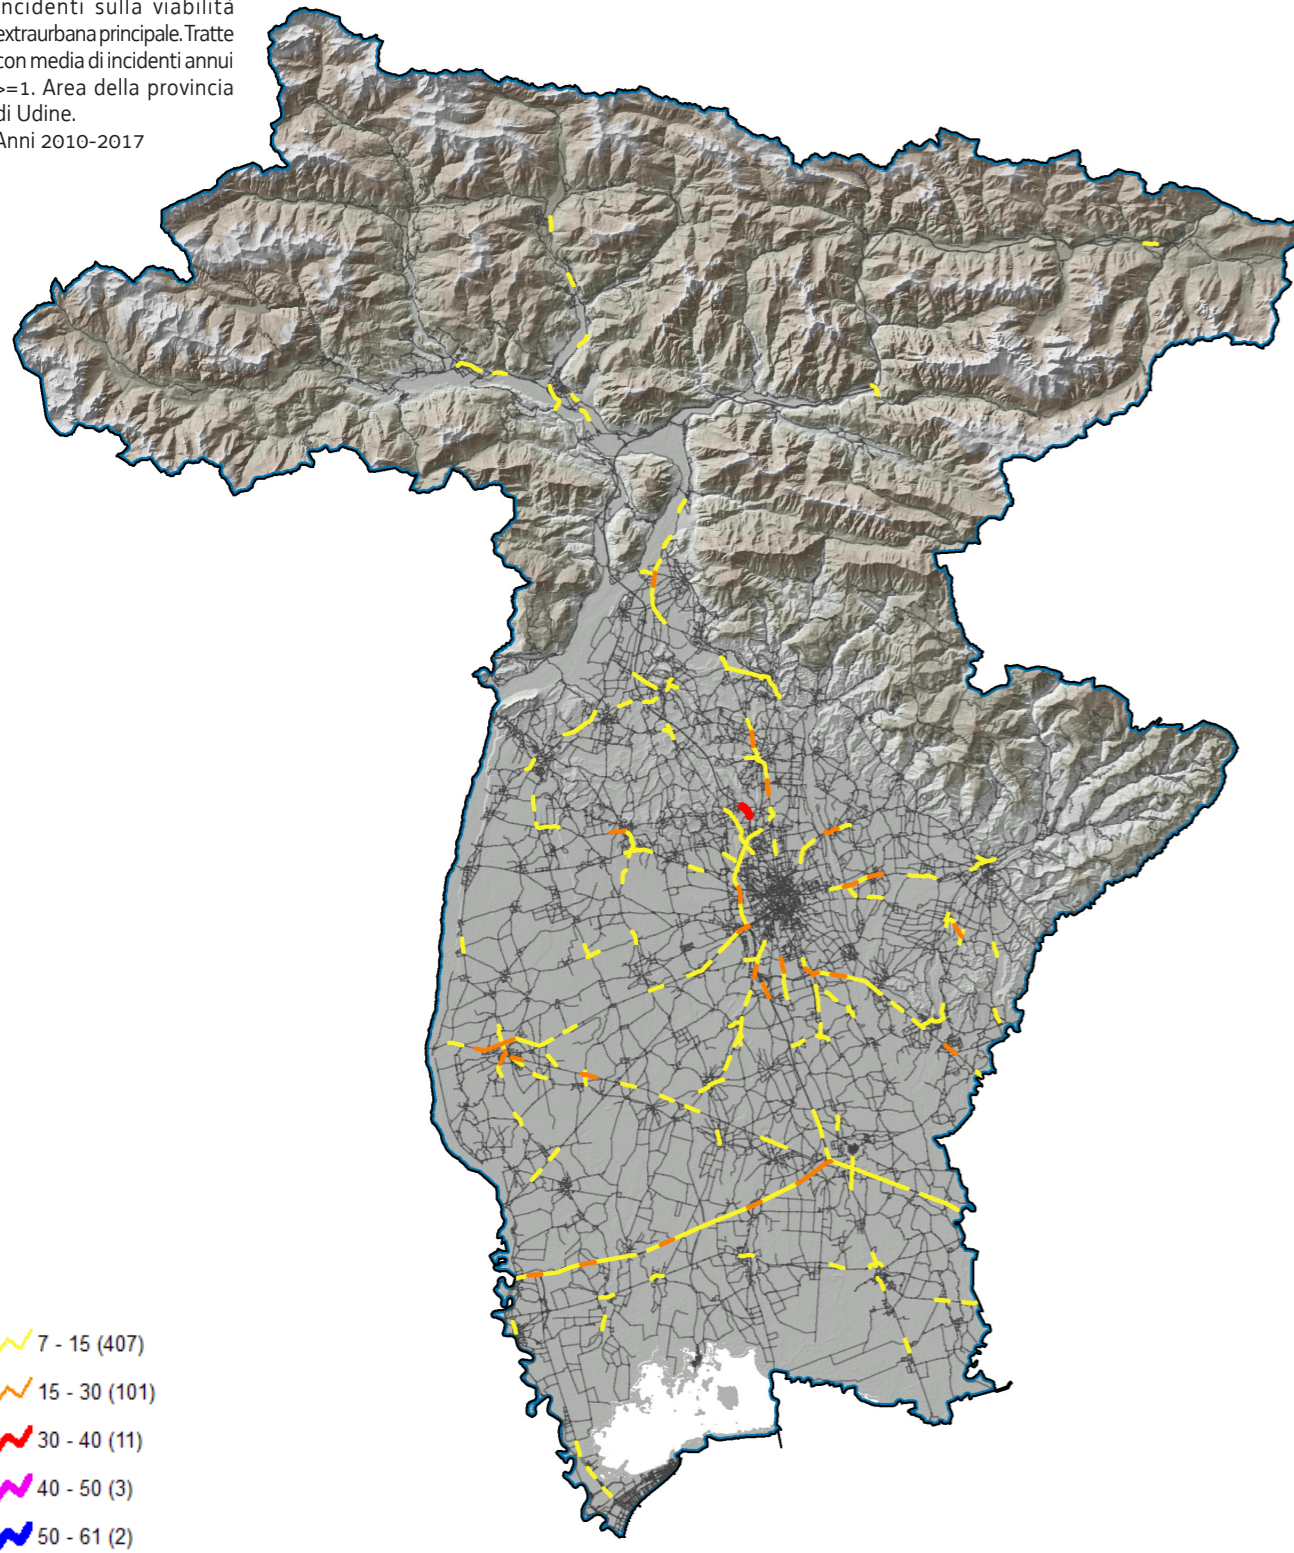 ncidenti sulla viabilità
extraurbana principale. Tratte
con media di incidenti annui
>=1. Area della provincia
di Udine.
Anni 2010-2017
7 - 15 (407)
15 - 30 (101)
30 - 40 (11)
40 - 50 (3)
50 - 61 (2)